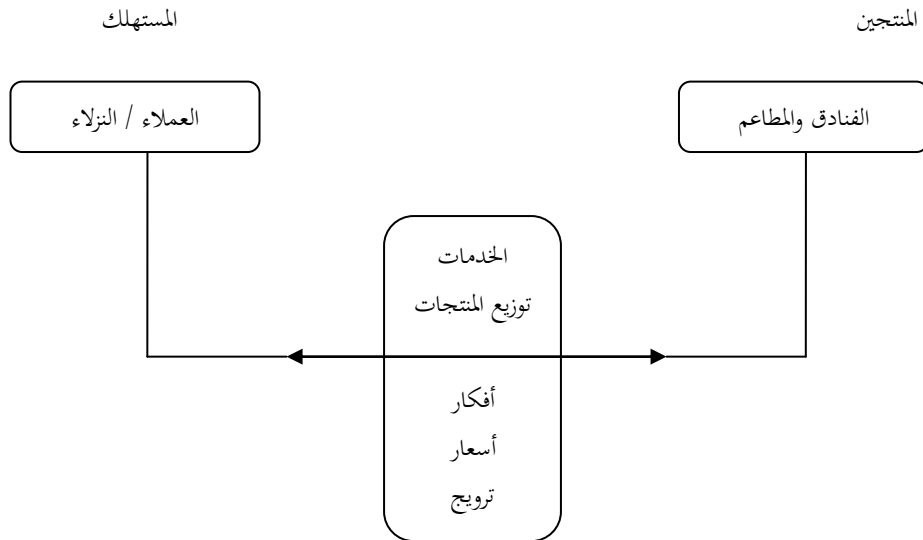 المنتجين
المستهلك
الفنادق والمطاعم
العملاء / النزلاء
الخدمات
توزيع المنتجات
أفكار
أسعار
ترويج